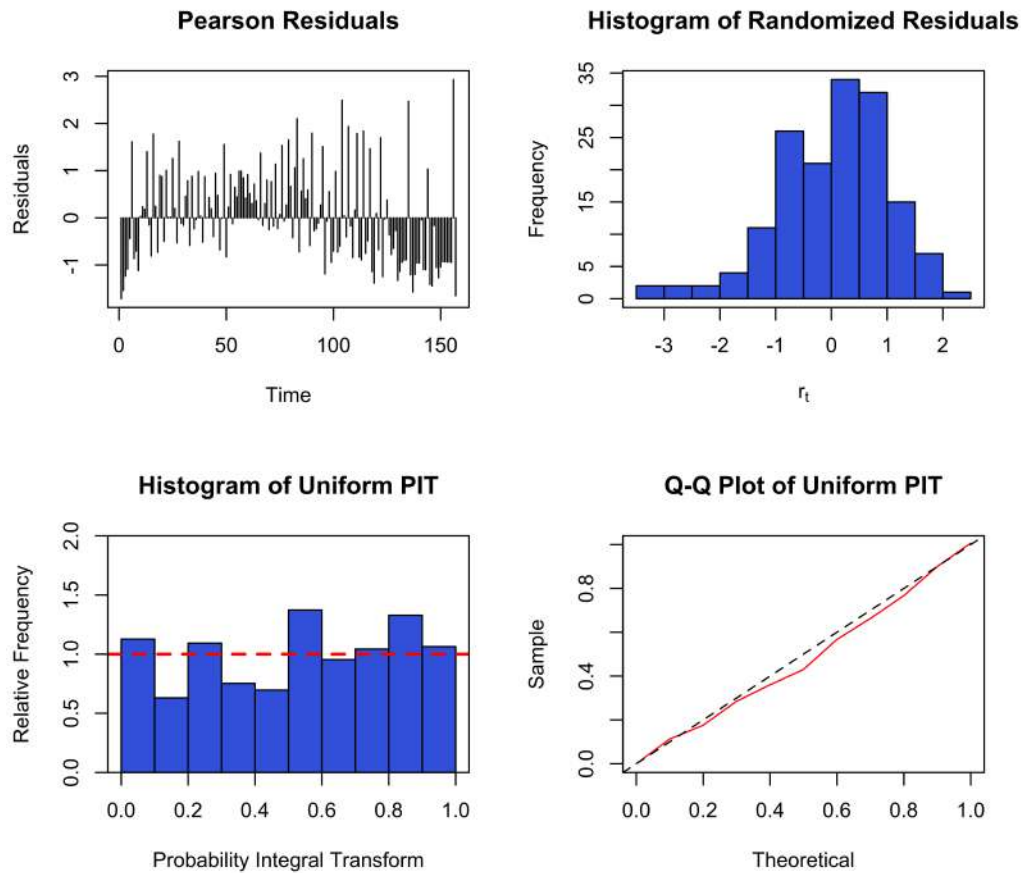 Pearson Residuals
Residuals
3
2
1
0
-1
0 50 100 150
Time
Histogram of Randomized Residuals
Frequency
35
25
15
5
0
-3 -2 -1 0 1 2
rₜ
Histogram of Uniform PIT
Relative Frequency
2.0
1.5
1.0
0.5
0.0
0.0 0.2 0.4 0.6 0.8 1.0
Probability Integral Transform
Q-Q Plot of Uniform PIT
Sample
0.8
0.4
0.0
0.0 0.2 0.4 0.6 0.8 1.0
Theoretical